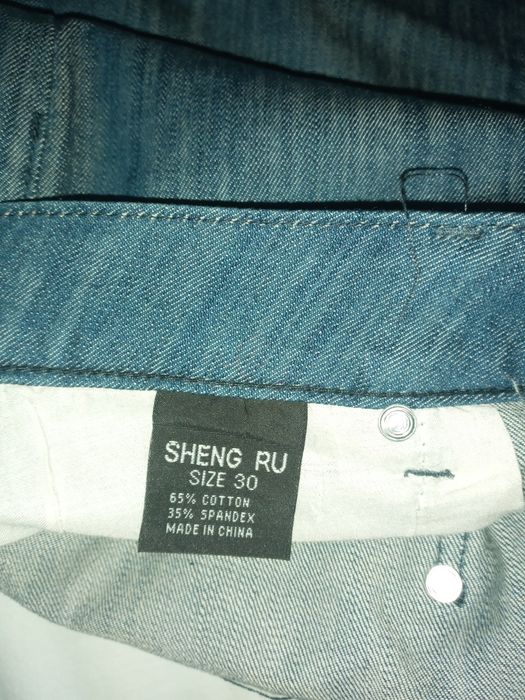 SHENG RU
SIZE 30
65% COTTON
35% SPANDEX
MADE IN CHINA